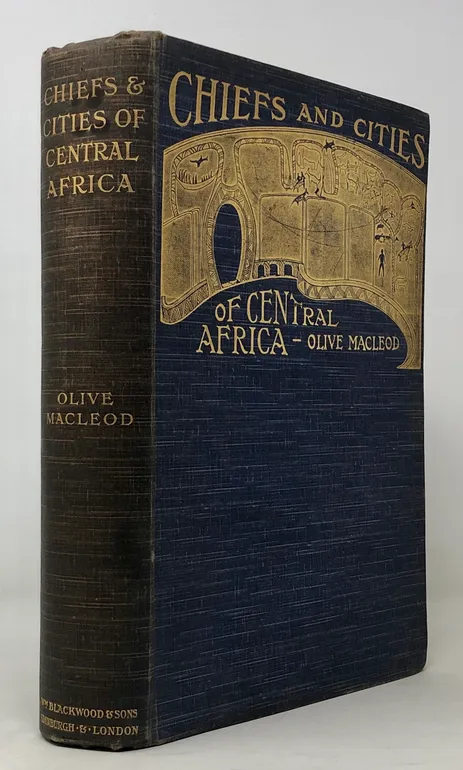 CHIEFS &
CITIES OF
CENTRAL
AFRICA
OLIVE
MACLEOD
WM. BLACKWOOD & SONS
EDINBURGH · & · LONDON
CHIEFS AND CITIES
OF CENTRAL
AFRICA – OLIVE MACLEOD